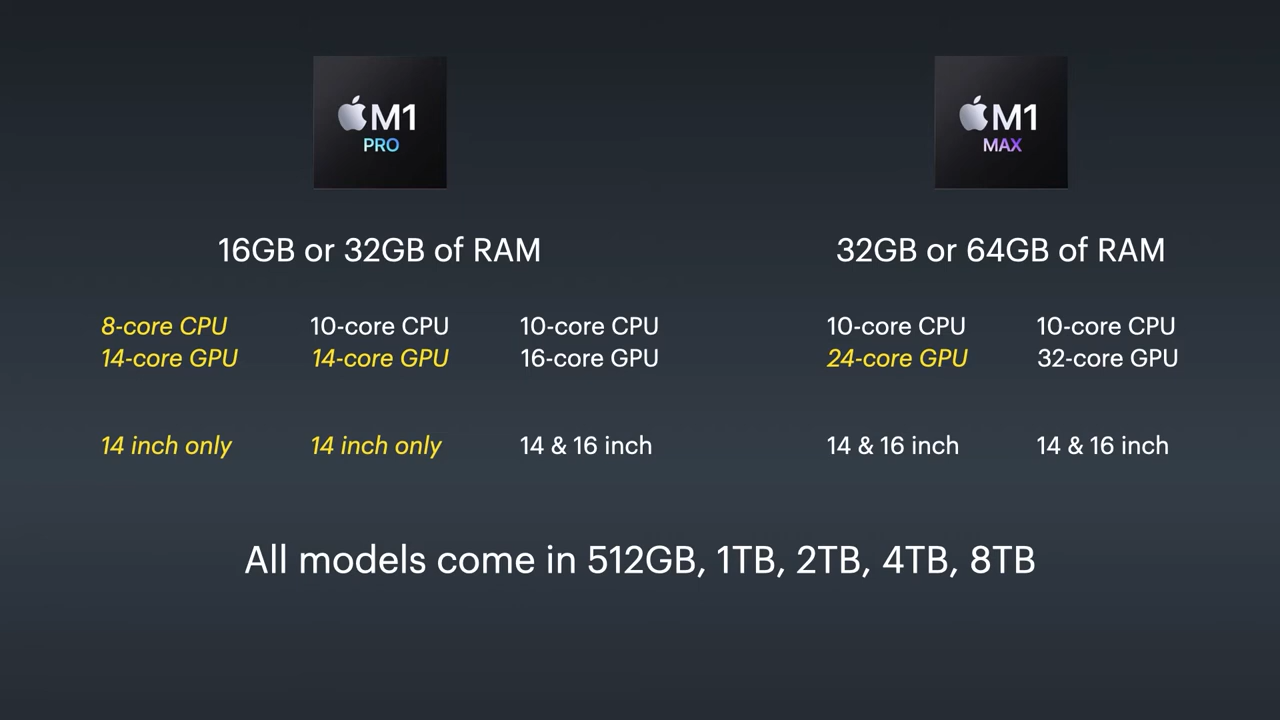 M1
PRO
M1
MAX
16GB or 32GB of RAM
32GB or 64GB of RAM
8-core CPU
14-core GPU
10-core CPU
14-core GPU
10-core CPU
16-core GPU
10-core CPU
24-core GPU
10-core CPU
32-core GPU
14 inch only
14 inch only
14 & 16 inch
14 & 16 inch
14 & 16 inch
All models come in 512GB, 1TB, 2TB, 4TB, 8TB